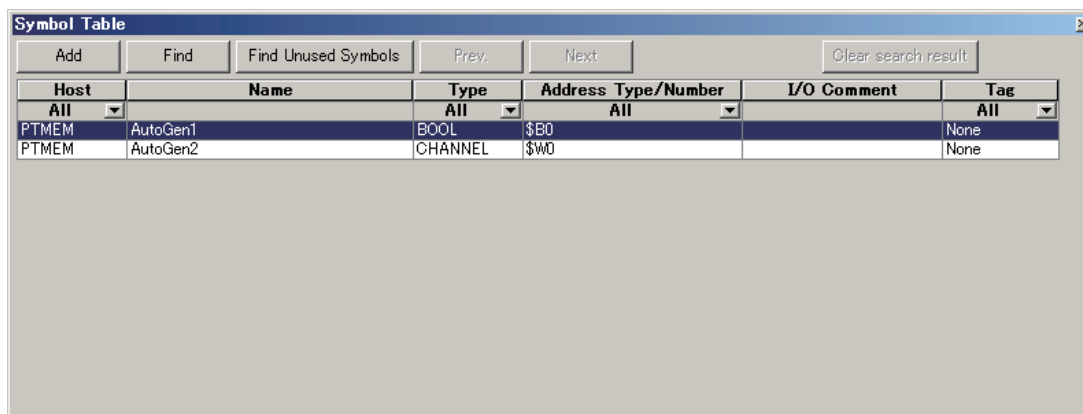 Symbol Table
Add Find Find Unused Symbols Prev. Next Clear search result
Host Name Type Address Type/Number I/O Comment Tag
All All All All
PTMEM AutoGen1 BOOL $B0 None
PTMEM AutoGen2 CHANNEL $W0 None